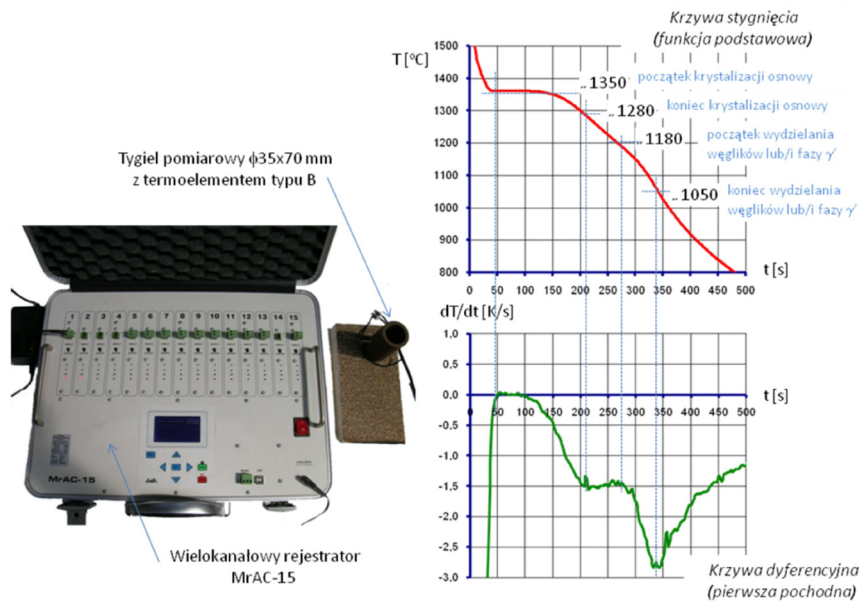 Krzywa stygnięcia
(funkcja podstawowa)
T [°C]
1500
1400
1300
1200
1100
1000
900
800
~ 1350 początek krystalizacji osnowy
~ 1280 koniec krystalizacji osnowy
1180 początek wydzielania
węglików lub/i fazy γ'
~ 1050 koniec wydzielania
węglików lub/i fazy γ'
0 50 100 150 200 250 300 350 400 450 500
t [s]
Tygiel pomiarowy ϕ35x70 mm
z termoelementem typu B
1 2 3 4 5 6 7 8 9 10 11 12 13 14 15
MrAC-15
Wielokanałowy rejestrator
MrAC-15
dT/dt [K/s]
1,0
0,5
0,0
-0,5
-1,0
-1,5
-2,0
-2,5
-3,0
t [s]
0 50 100 150 200 250 300 350 400 450 500
Krzywa dyferencyjna
(pierwsza pochodna)